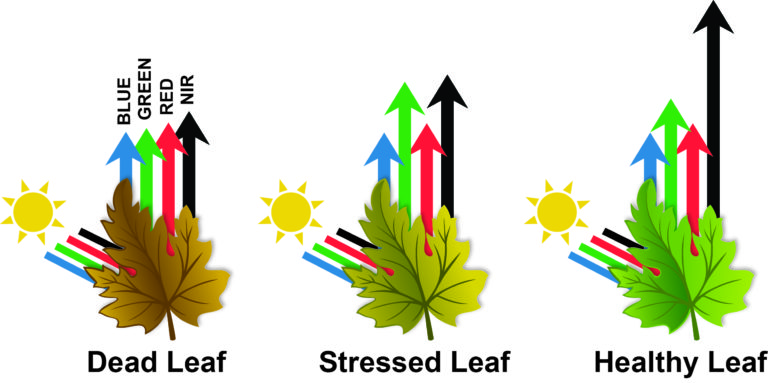 BLUE
GREEN
RED
NIR
Dead Leaf
Stressed Leaf
Healthy Leaf